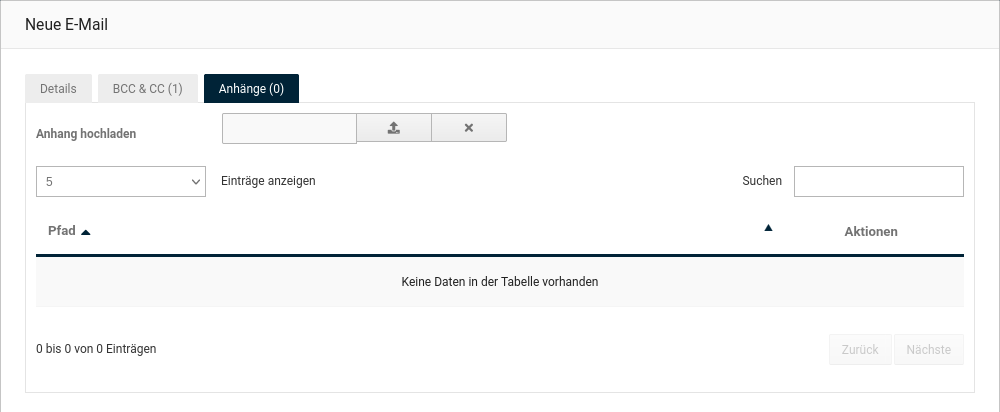 Neue E-Mail
Details BCC & CC (1) Anhänge (0)
Anhang hochladen
5 Einträge anzeigen Suchen
Pfad Aktionen
Keine Daten in der Tabelle vorhanden
0 bis 0 von 0 Einträgen Zurück Nächste